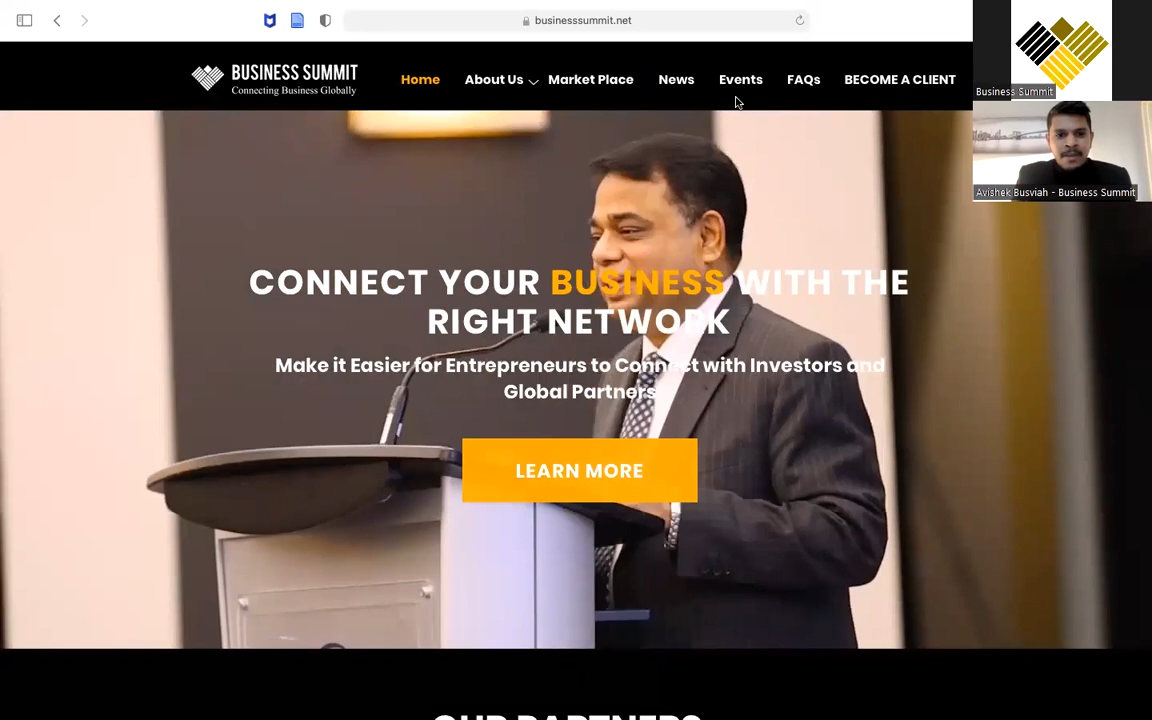 businesssummit.net
BUSINESS SUMMIT
Connecting Business Globally
Home About Us Market Place News Events FAQs BECOME A CLIENT
Business Summit
Avishek Busviah - Business Summit
CONNECT YOUR BUSINESS WITH THE
RIGHT NETWORK
Make it Easier for Entrepreneurs to Connect with Investors and
Global Partners
LEARN MORE
OUR PARTNERS